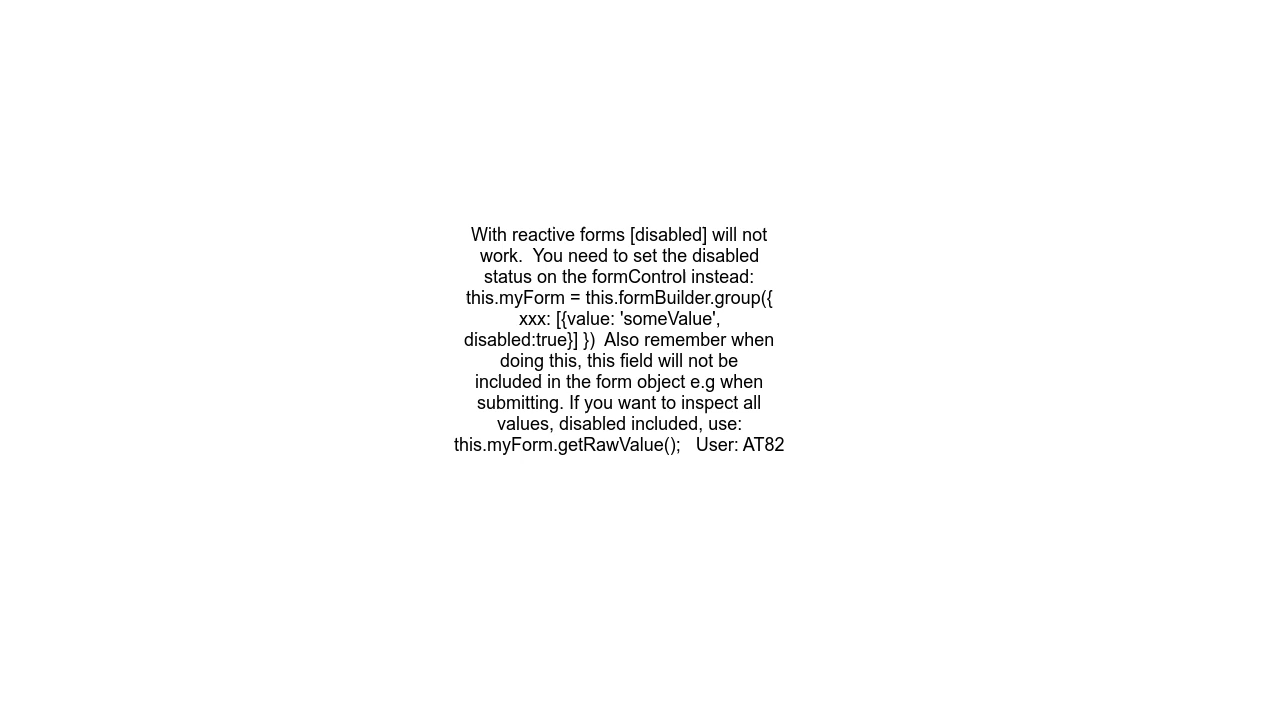 With reactive forms [disabled] will not
work.  You need to set the disabled
status on the formControl instead:
this.myForm = this.formBuilder.group({
xxx: [{value: 'someValue',
disabled:true}] })  Also remember when
doing this, this field will not be
included in the form object e.g when
submitting. If you want to inspect all
values, disabled included, use:
this.myForm.getRawValue();   User: AT82